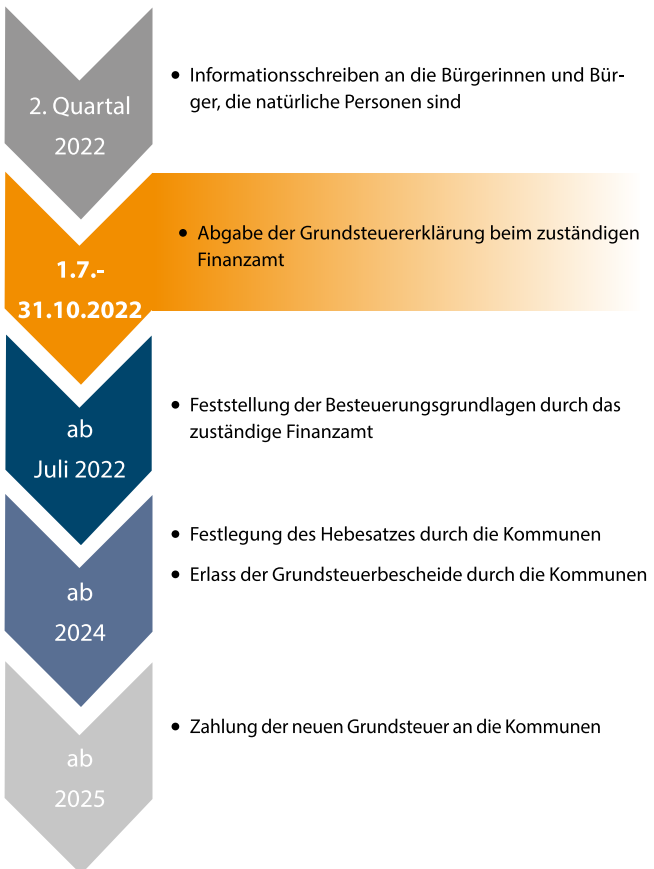 2. Quartal
2022
• Informationsschreiben an die Bürgerinnen und Bür-
ger, die natürliche Personen sind
1.7.-
31.10.2022
• Abgabe der Grundsteuererklärung beim zuständigen
Finanzamt
ab
Juli 2022
• Feststellung der Besteuerungsgrundlagen durch das
zuständige Finanzamt
ab
2024
• Festlegung des Hebesatzes durch die Kommunen
• Erlass der Grundsteuerbescheide durch die Kommunen
ab
2025
• Zahlung der neuen Grundsteuer an die Kommunen